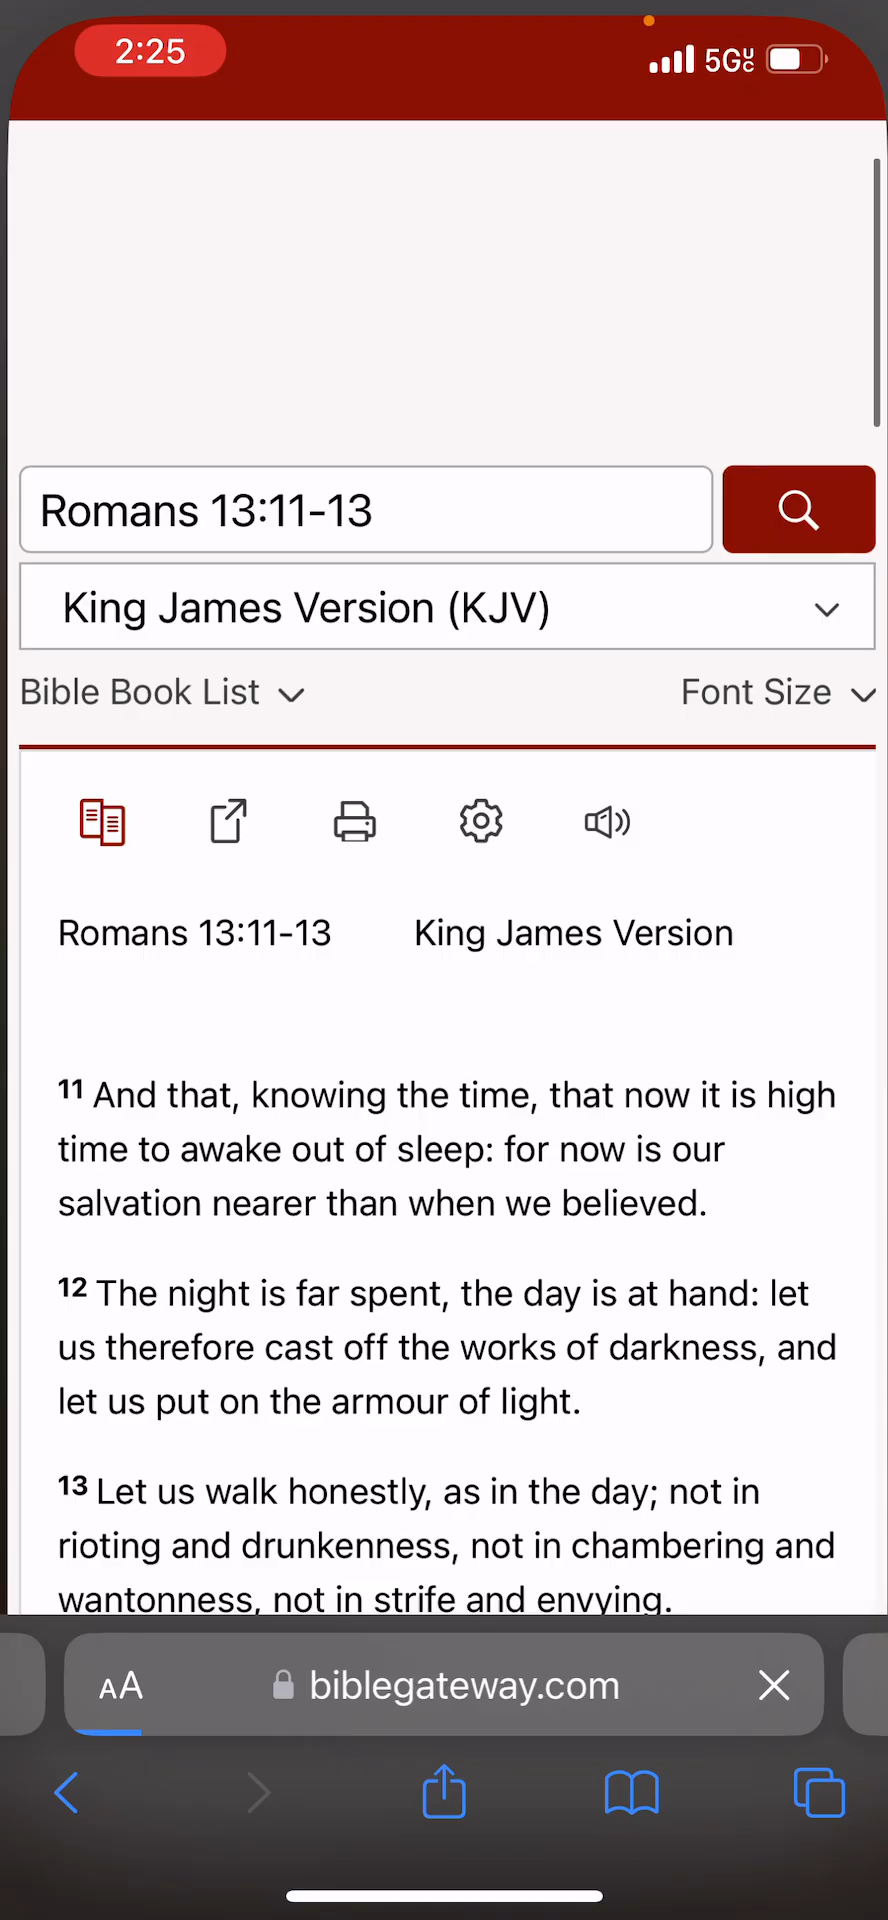 2:25
5G UC
Romans 13:11-13
King James Version (KJV)
Bible Book List
Font Size
Romans 13:11-13 King James Version
11 And that, knowing the time, that now it is high
time to awake out of sleep: for now is our
salvation nearer than when we believed.
12 The night is far spent, the day is at hand: let
us therefore cast off the works of darkness, and
let us put on the armour of light.
13 Let us walk honestly, as in the day; not in
rioting and drunkenness, not in chambering and
wantonness, not in strife and envying.
AA
biblegateway.com